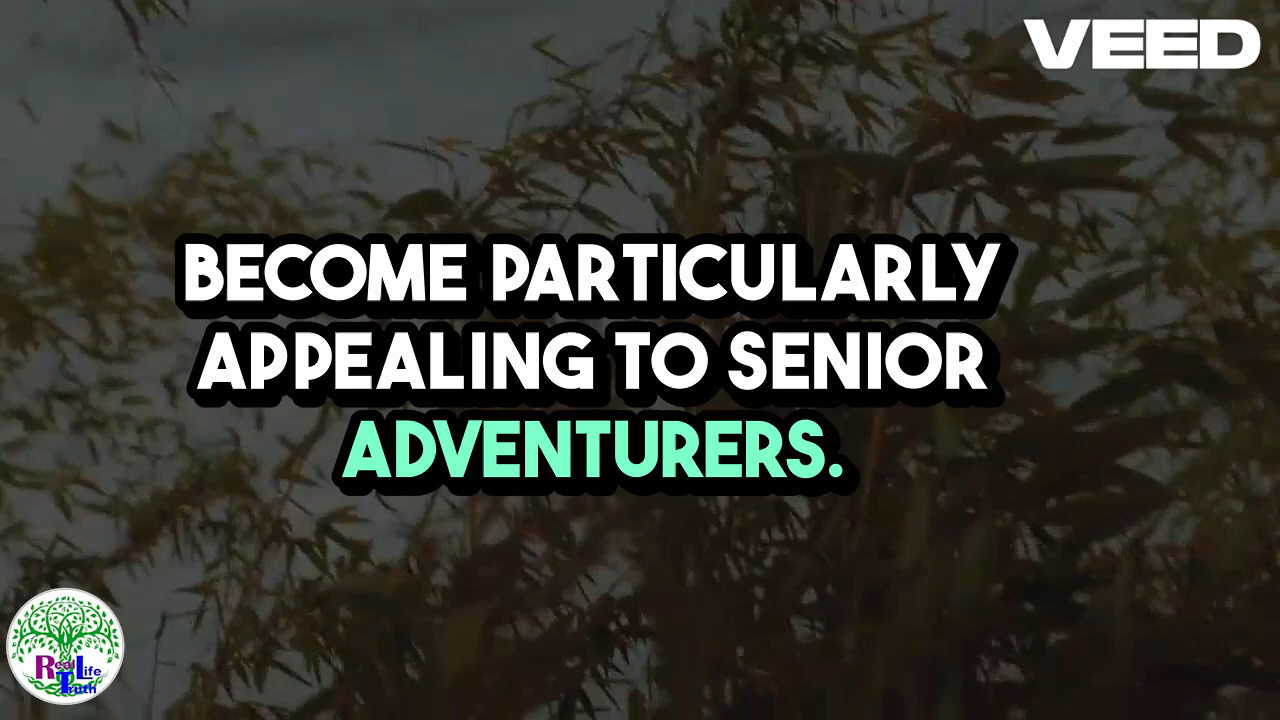 VEED
BECOME PARTICULARLY
APPEALING TO SENIOR
ADVENTURERS.
Real Life
Truth